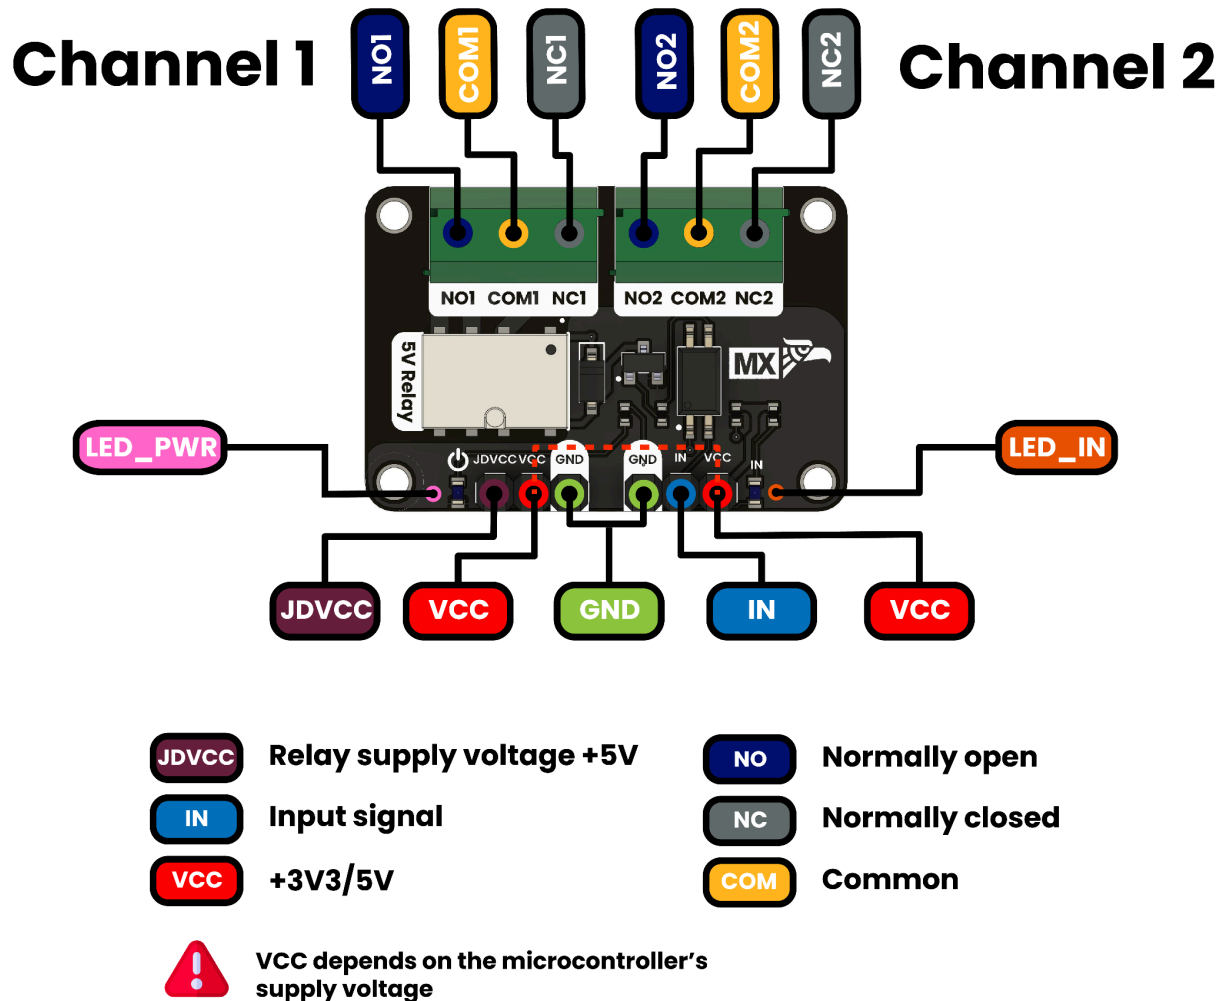 Channel 1
NO1
COM1
NC1
NO2
COM2
NC2
Channel 2
NO1 COM1 NC1
NO2 COM2 NC2
5V Relay
MX
LED_PWR
LED_IN
JDVCC VCC GND
GND IN VCC IN
JDVCC
VCC
GND
IN
VCC
JDVCC Relay supply voltage +5V
NO Normally open
IN Input signal
NC Normally closed
VCC +3V3/5V
COM Common
VCC depends on the microcontroller's
supply voltage